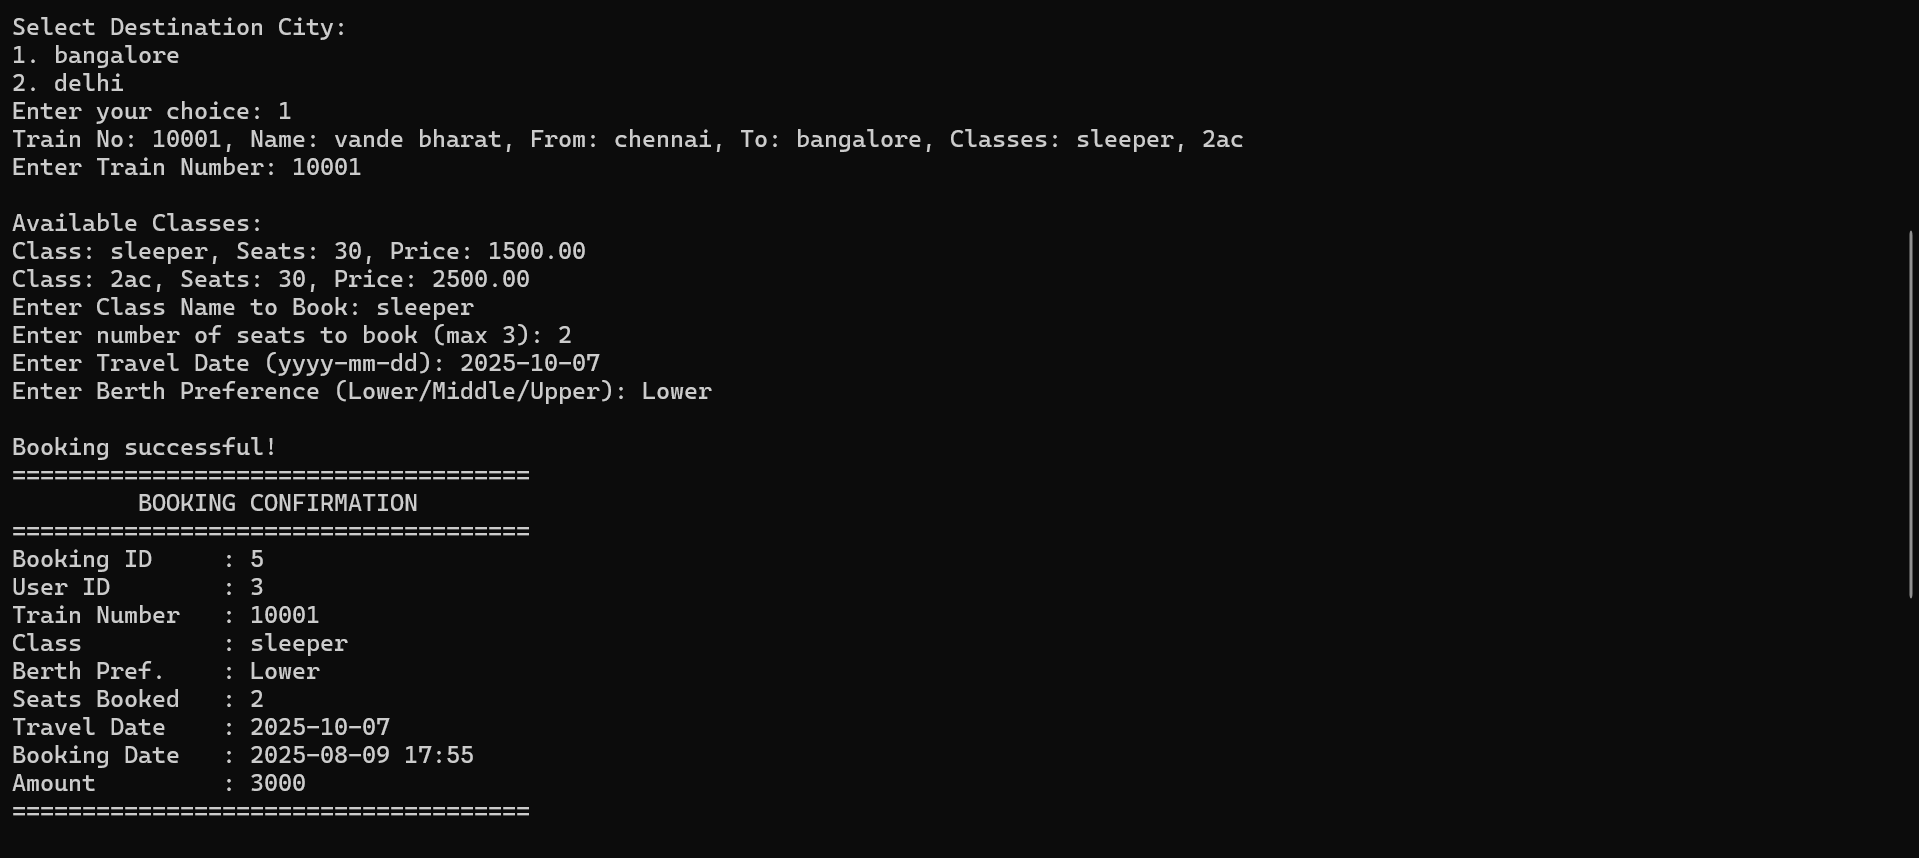 Select Destination City:
1. bangalore
2. delhi
Enter your choice: 1
Train No: 10001, Name: vande bharat, From: chennai, To: bangalore, Classes: sleeper, 2ac
Enter Train Number: 10001

Available Classes:
Class: sleeper, Seats: 30, Price: 1500.00
Class: 2ac, Seats: 30, Price: 2500.00
Enter Class Name to Book: sleeper
Enter number of seats to book (max 3): 2
Enter Travel Date (yyyy-mm-dd): 2025-10-07
Enter Berth Preference (Lower/Middle/Upper): Lower

Booking successful!
=====================================
         BOOKING CONFIRMATION
=====================================
Booking ID     : 5
User ID        : 3
Train Number   : 10001
Class          : sleeper
Berth Pref.    : Lower
Seats Booked   : 2
Travel Date    : 2025-10-07
Booking Date   : 2025-08-09 17:55
Amount         : 3000
=====================================